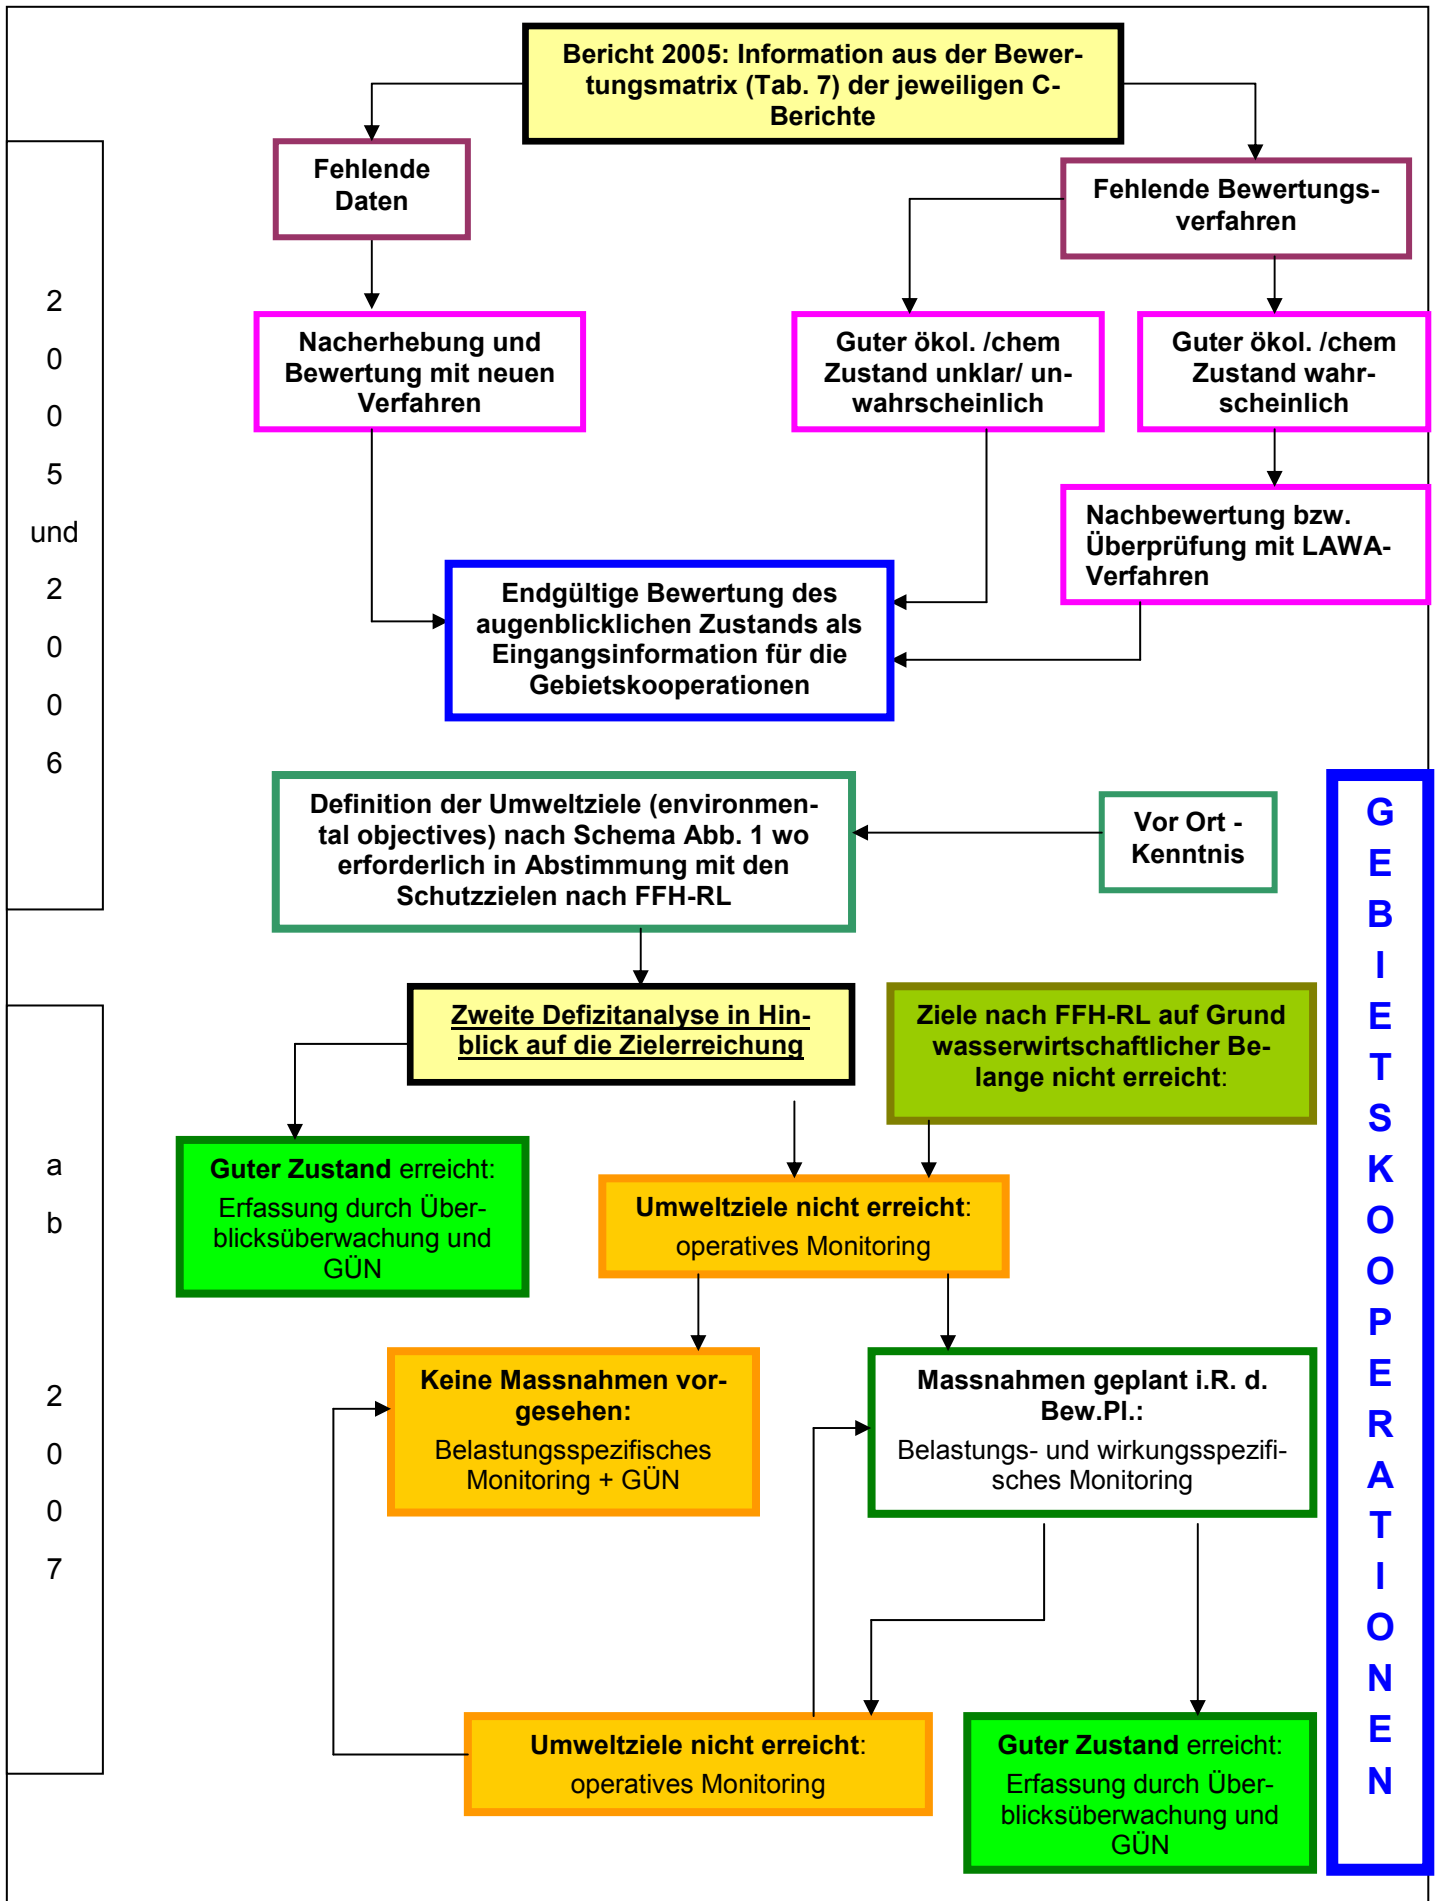 Bericht 2005: Information aus der Bewer-
tungsmatrix (Tab. 7) der jeweiligen C-
Berichte
Fehlende
Daten
Fehlende Bewertungs-
verfahren
2
0
0
5
und
2
0
0
6
Nacherhebung und
Bewertung mit neuen
Verfahren
Guter ökol. /chem
Zustand unklar/ un-
wahrscheinlich
Guter ökol. /chem
Zustand wahr-
scheinlich
Nachbewertung bzw.
Überprüfung mit LAWA-
Verfahren
Endgültige Bewertung des
augenblicklichen Zustands als
Eingangsinformation für die
Gebietskooperationen
Definition der Umweltziele (environmen-
tal objectives) nach Schema Abb. 1 wo
erforderlich in Abstimmung mit den
Schutzzielen nach FFH-RL
Vor Ort -
Kenntnis
G
E
B
I
E
T
S
K
O
O
P
E
R
A
T
I
O
N
E
N
a
b
2
0
0
7
Zweite Defizitanalyse in Hin-
blick auf die Zielerreichung
Ziele nach FFH-RL auf Grund
wasserwirtschaftlicher Be-
lange nicht erreicht:
Guter Zustand erreicht:
Erfassung durch Über-
blicksüberwachung und
GÜN
Umweltziele nicht erreicht:
operatives Monitoring
Keine Massnahmen vor-
gesehen:
Belastungsspezifisches
Monitoring + GÜN
Massnahmen geplant i.R. d.
Bew.Pl.:
Belastungs- und wirkungsspezifi-
sches Monitoring
Umweltziele nicht erreicht:
operatives Monitoring
Guter Zustand erreicht:
Erfassung durch Über-
blicksüberwachung und
GÜN